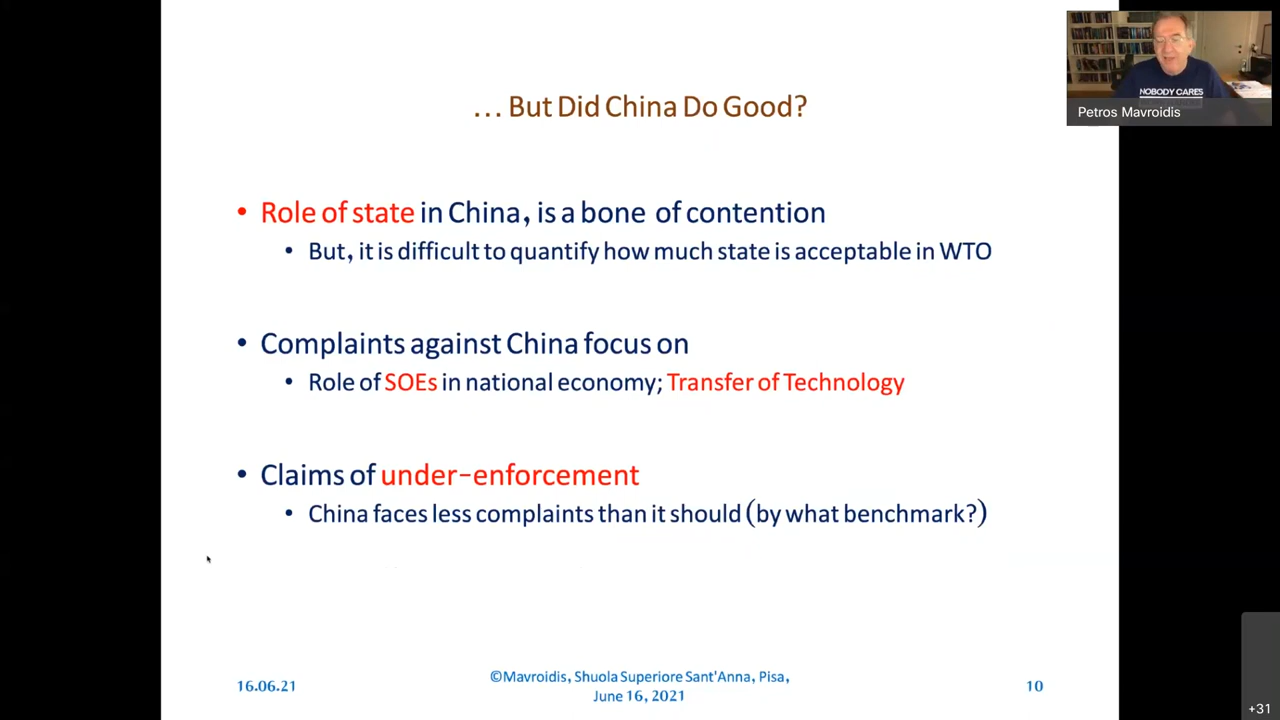 … But Did China Do Good?
NOBODY CARES
Petros Mavroidis
• Role of state in China, is a bone of contention
• But, it is difficult to quantify how much state is acceptable in WTO
• Complaints against China focus on
• Role of SOEs in national economy; Transfer of Technology
• Claims of under-enforcement
• China faces less complaints than it should (by what benchmark?)
16.06.21
©Mavroidis, Shuola Superiore Sant'Anna, Pisa,
June 16, 2021
10
+31